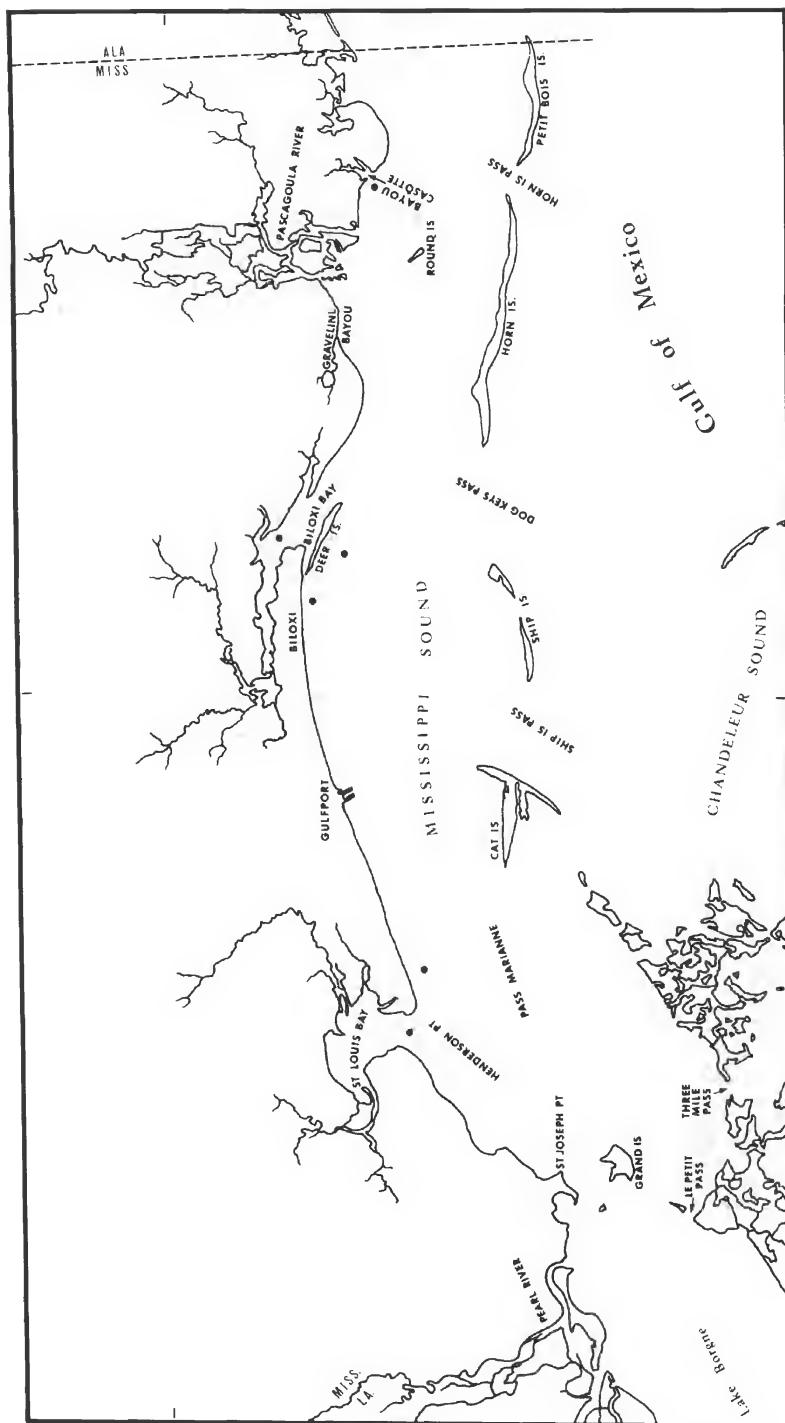 ALA
MISS
PASCAGOULA RIVER
BAYOU
CASOTTE
ROUND IS
PETIT BOIS IS.
HORN IS PASS
HORN IS.
GRAVELINE
BAYOU
Gulf of Mexico
DOG KEYS PASS
BILOXI BAY
DEER IS.
BILOXI
SHIP IS
MISSISSIPPI SOUND
SHIP IS PASS
CHANDELEUR SOUND
GULFPORT
CAT IS
PASS MARIANNE
ST LOUIS BAY
HENDERSON PT
ST JOSEPH PT
GRAND IS
THREE
MILE
PASS
LE PETIT
PASS
PEARL RIVER
MISS.
LA.
Lake Borgne